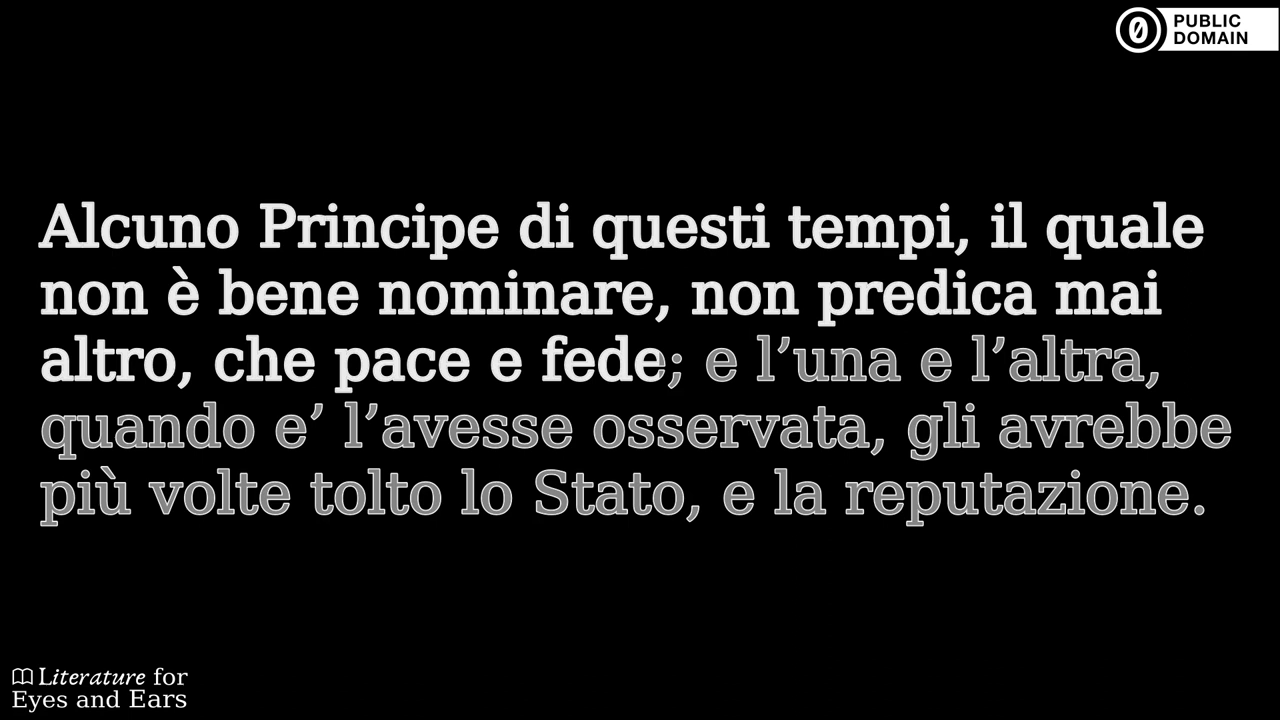 PUBLIC
DOMAIN
Alcuno Principe di questi tempi, il quale
non è bene nominare, non predica mai
altro, che pace e fede; e l’una e l’altra,
quando e’ l’avesse osservata, gli avrebbe
più volte tolto lo Stato, e la reputazione.
Literature for
Eyes and Ears